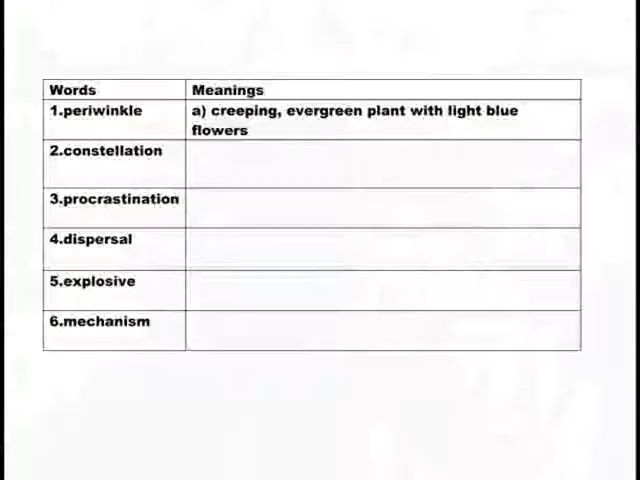 Words Meanings
1.periwinkle a) creeping, evergreen plant with light blue
flowers
2.constellation
3.procrastination
4.dispersal
5.explosive
6.mechanism